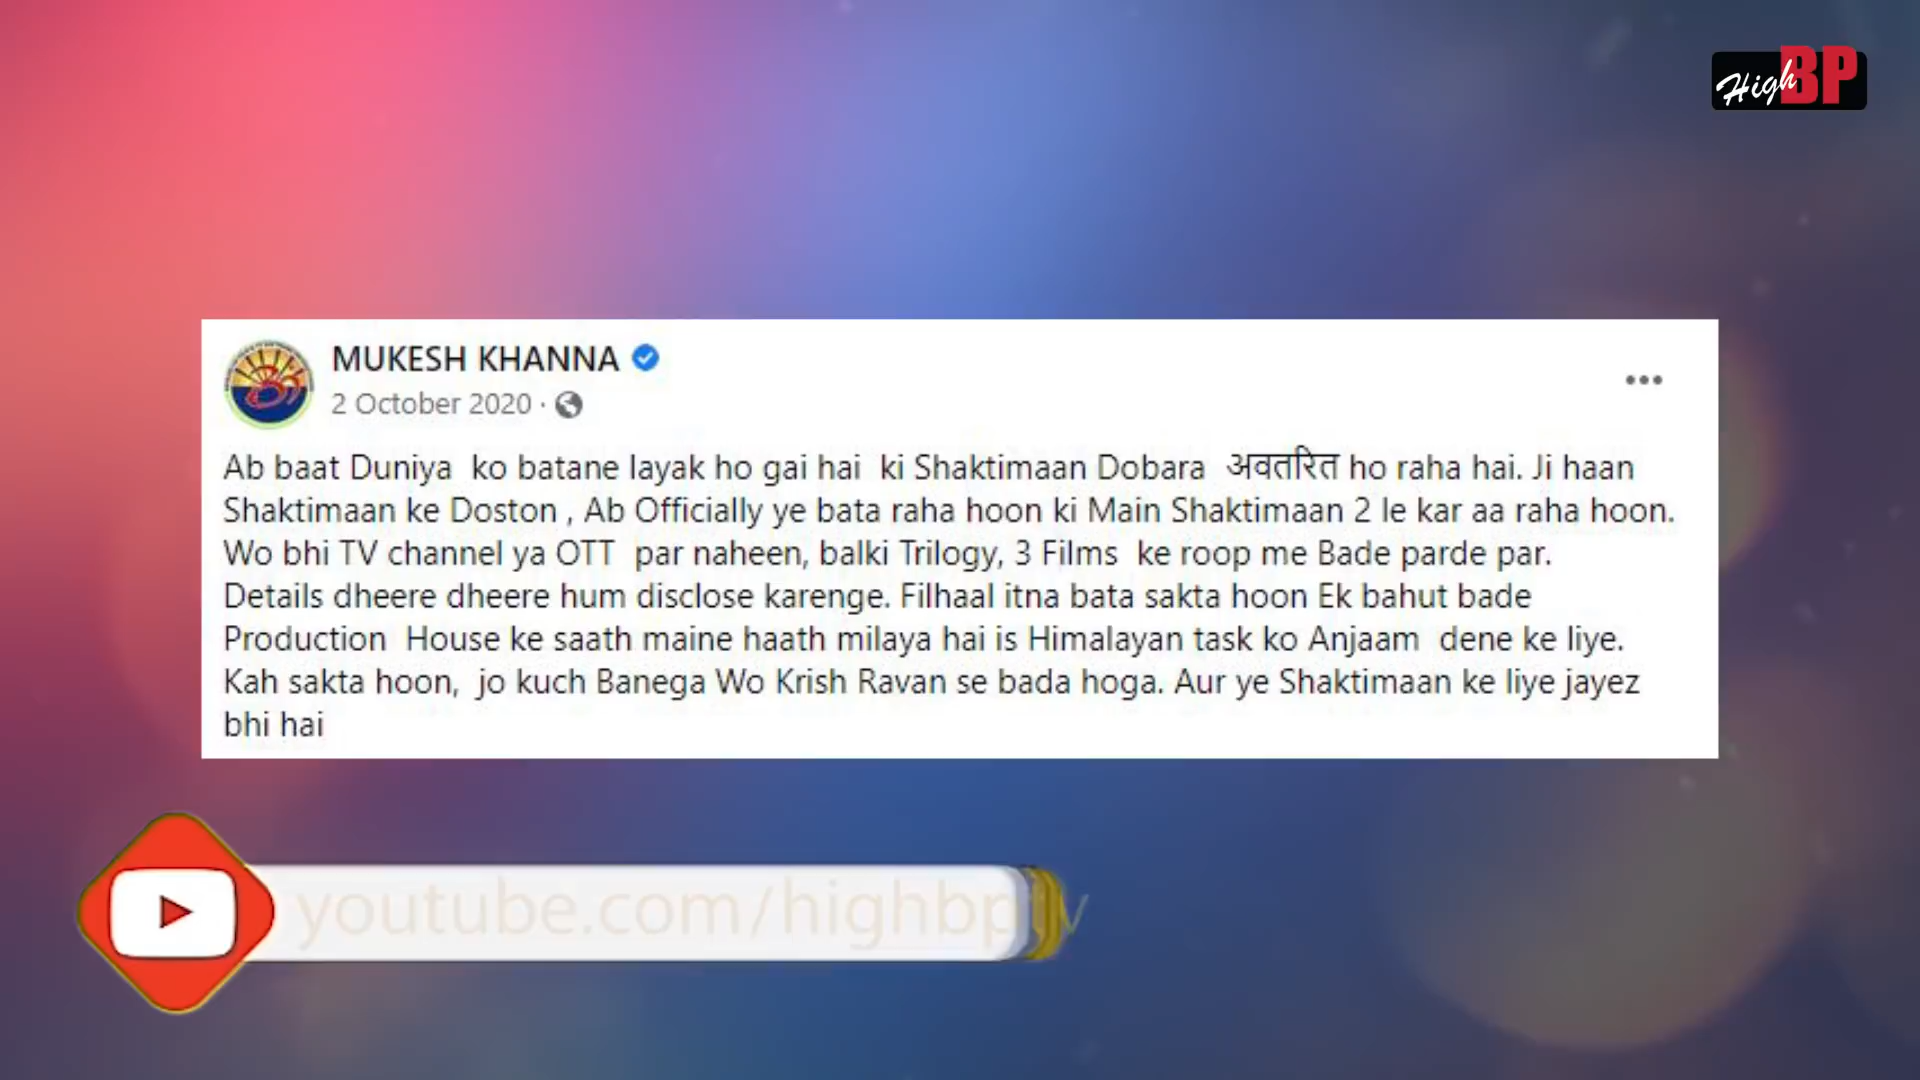 High BP
MUKESH KHANNA
2 October 2020 ·
Ab baat Duniya ko batane layak ho gai hai ki Shaktimaan Dobara अवतरित ho raha hai. Ji haan
Shaktimaan ke Doston , Ab Officially ye bata raha hoon ki Main Shaktimaan 2 le kar aa raha hoon.
Wo bhi TV channel ya OTT par naheen, balki Trilogy, 3 Films ke roop me Bade parde par.
Details dheere dheere hum disclose karenge. Filhaal itna bata sakta hoon Ek bahut bade
Production House ke saath maine haath milaya hai is Himalayan task ko Anjaam dene ke liye.
Kah sakta hoon, jo kuch Banega Wo Krish Ravan se bada hoga. Aur ye Shaktimaan ke liye jayez
bhi hai
youtube.com/highbptv